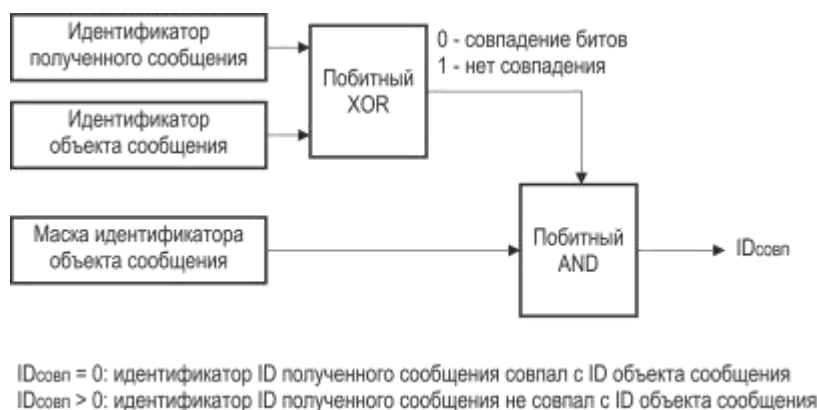 Идентификатор
полученного сообщения
Идентификатор
объекта сообщения
Побитный
XOR
0 - совпадение битов
1 - нет совпадения
Маска идентификатора
объекта сообщения
Побитный
AND
IDсовп
IDсовп = 0: идентификатор ID полученного сообщения совпал с ID объекта сообщения
IDсовп > 0: идентификатор ID полученного сообщения не совпал с ID объекта сообщения